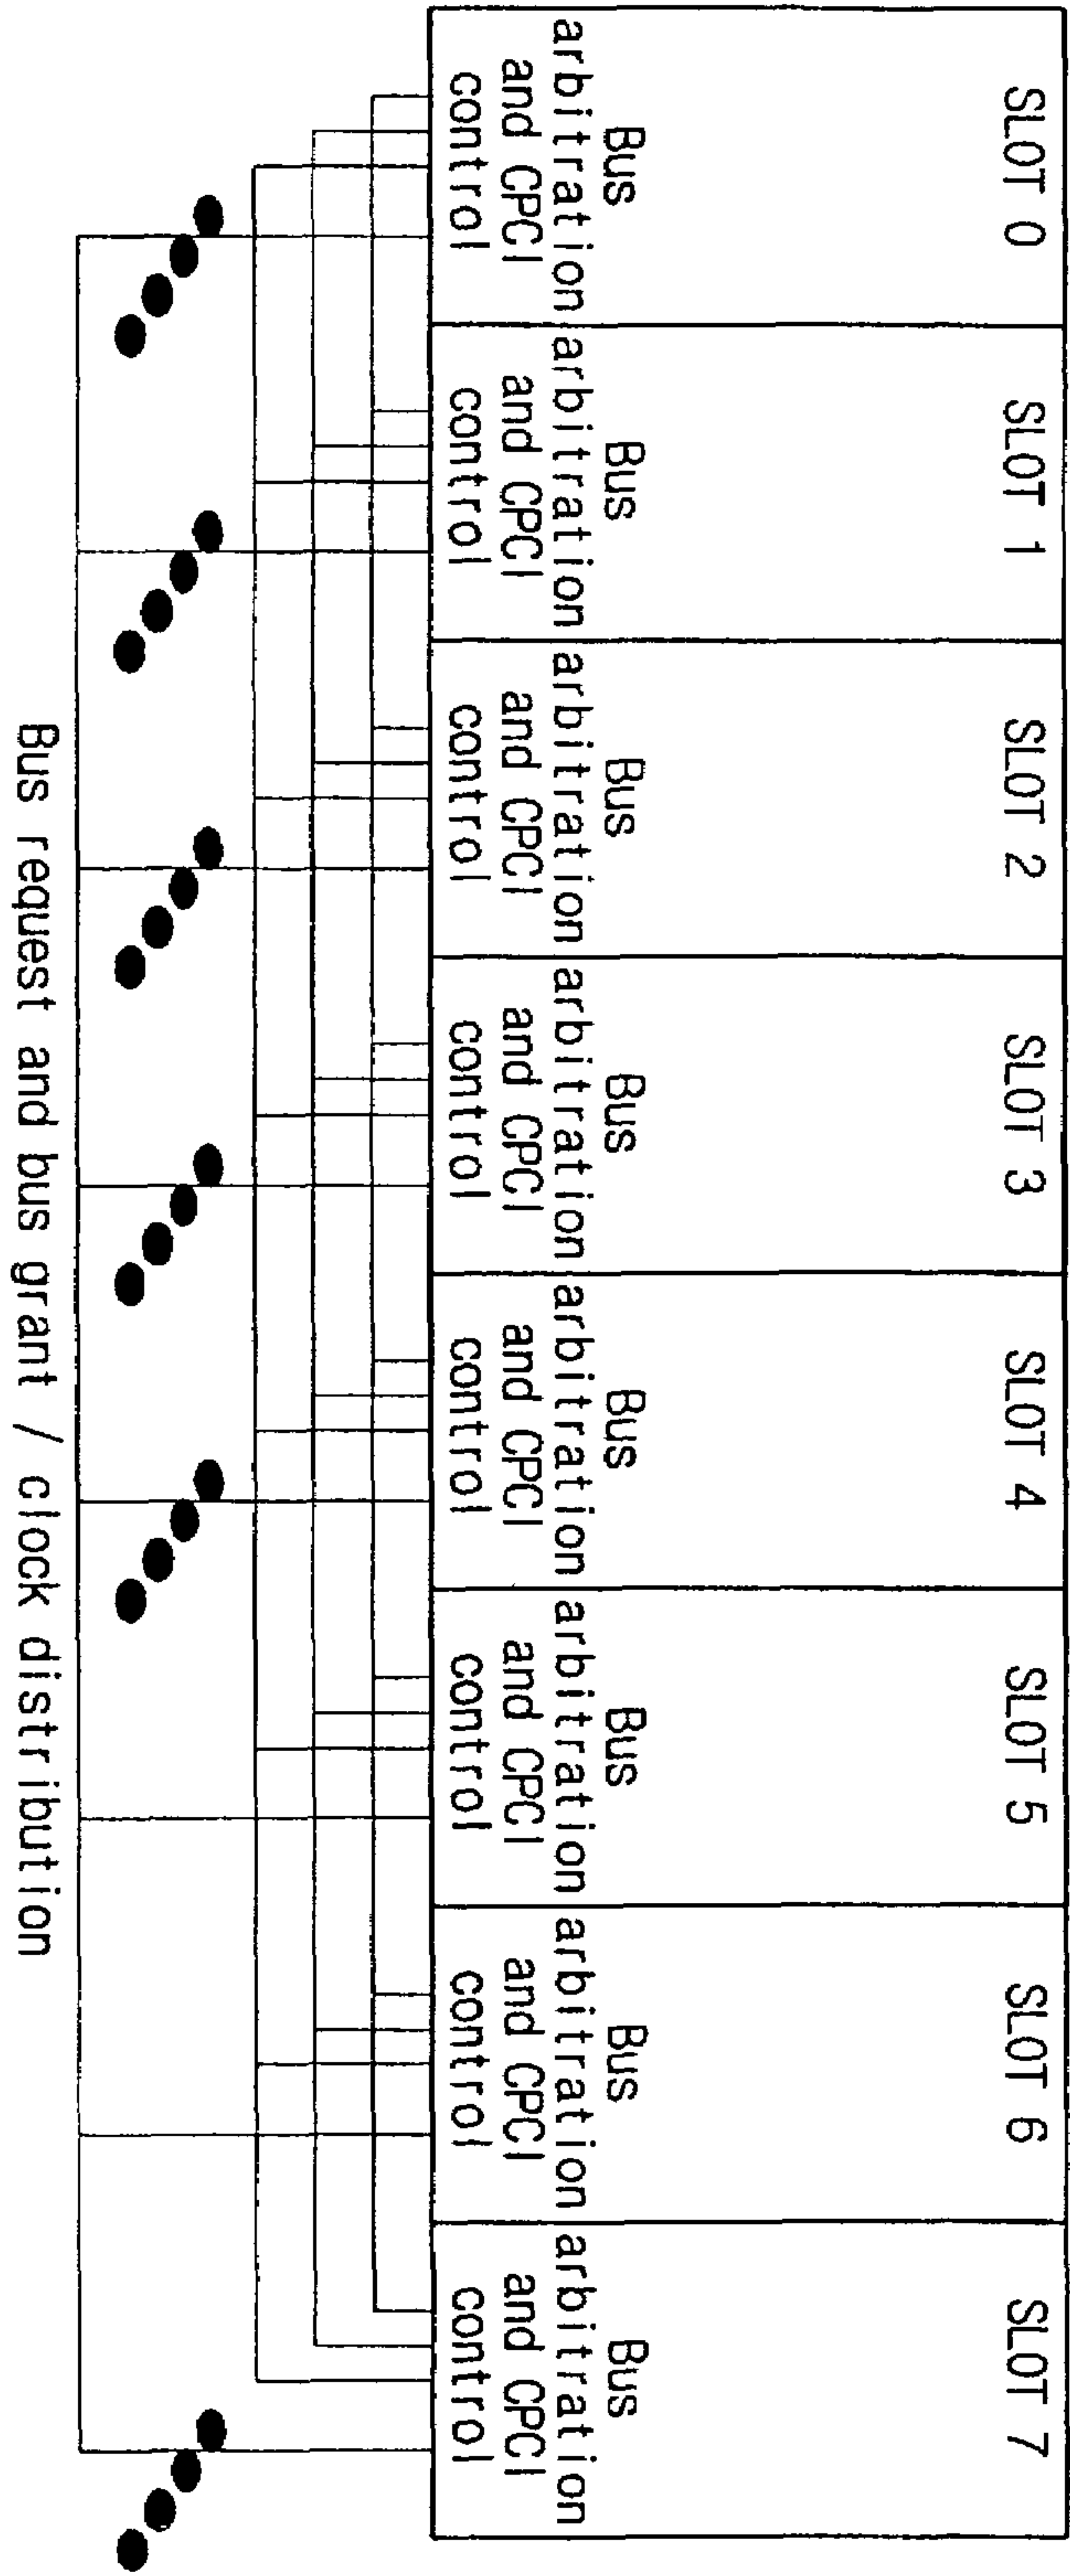 SLOT 0
Bus
arbitration
and CPCI
control
SLOT 1
Bus
arbitration
and CPCI
control
SLOT 2
Bus
arbitration
and CPCI
control
SLOT 3
Bus
arbitration
and CPCI
control
SLOT 4
Bus
arbitration
and CPCI
control
SLOT 5
Bus
arbitration
and CPCI
control
SLOT 6
Bus
arbitration
and CPCI
control
SLOT 7
Bus
arbitration
and CPCI
control
Bus request and bus grant / clock distribution